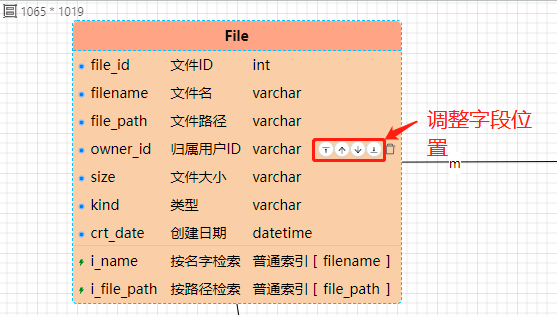 1065 * 1019
File
file_id 文件ID int
filename 文件名 varchar
file_path 文件路径 varchar
owner_id 归属用户ID varchar
size 文件大小 varchar
kind 类型 varchar
crt_date 创建日期 datetime
i_name 按名字检索 普通索引 [ filename ]
i_file_path 按路径检索 普通索引 [ file_path ]
调整字段位
置
m